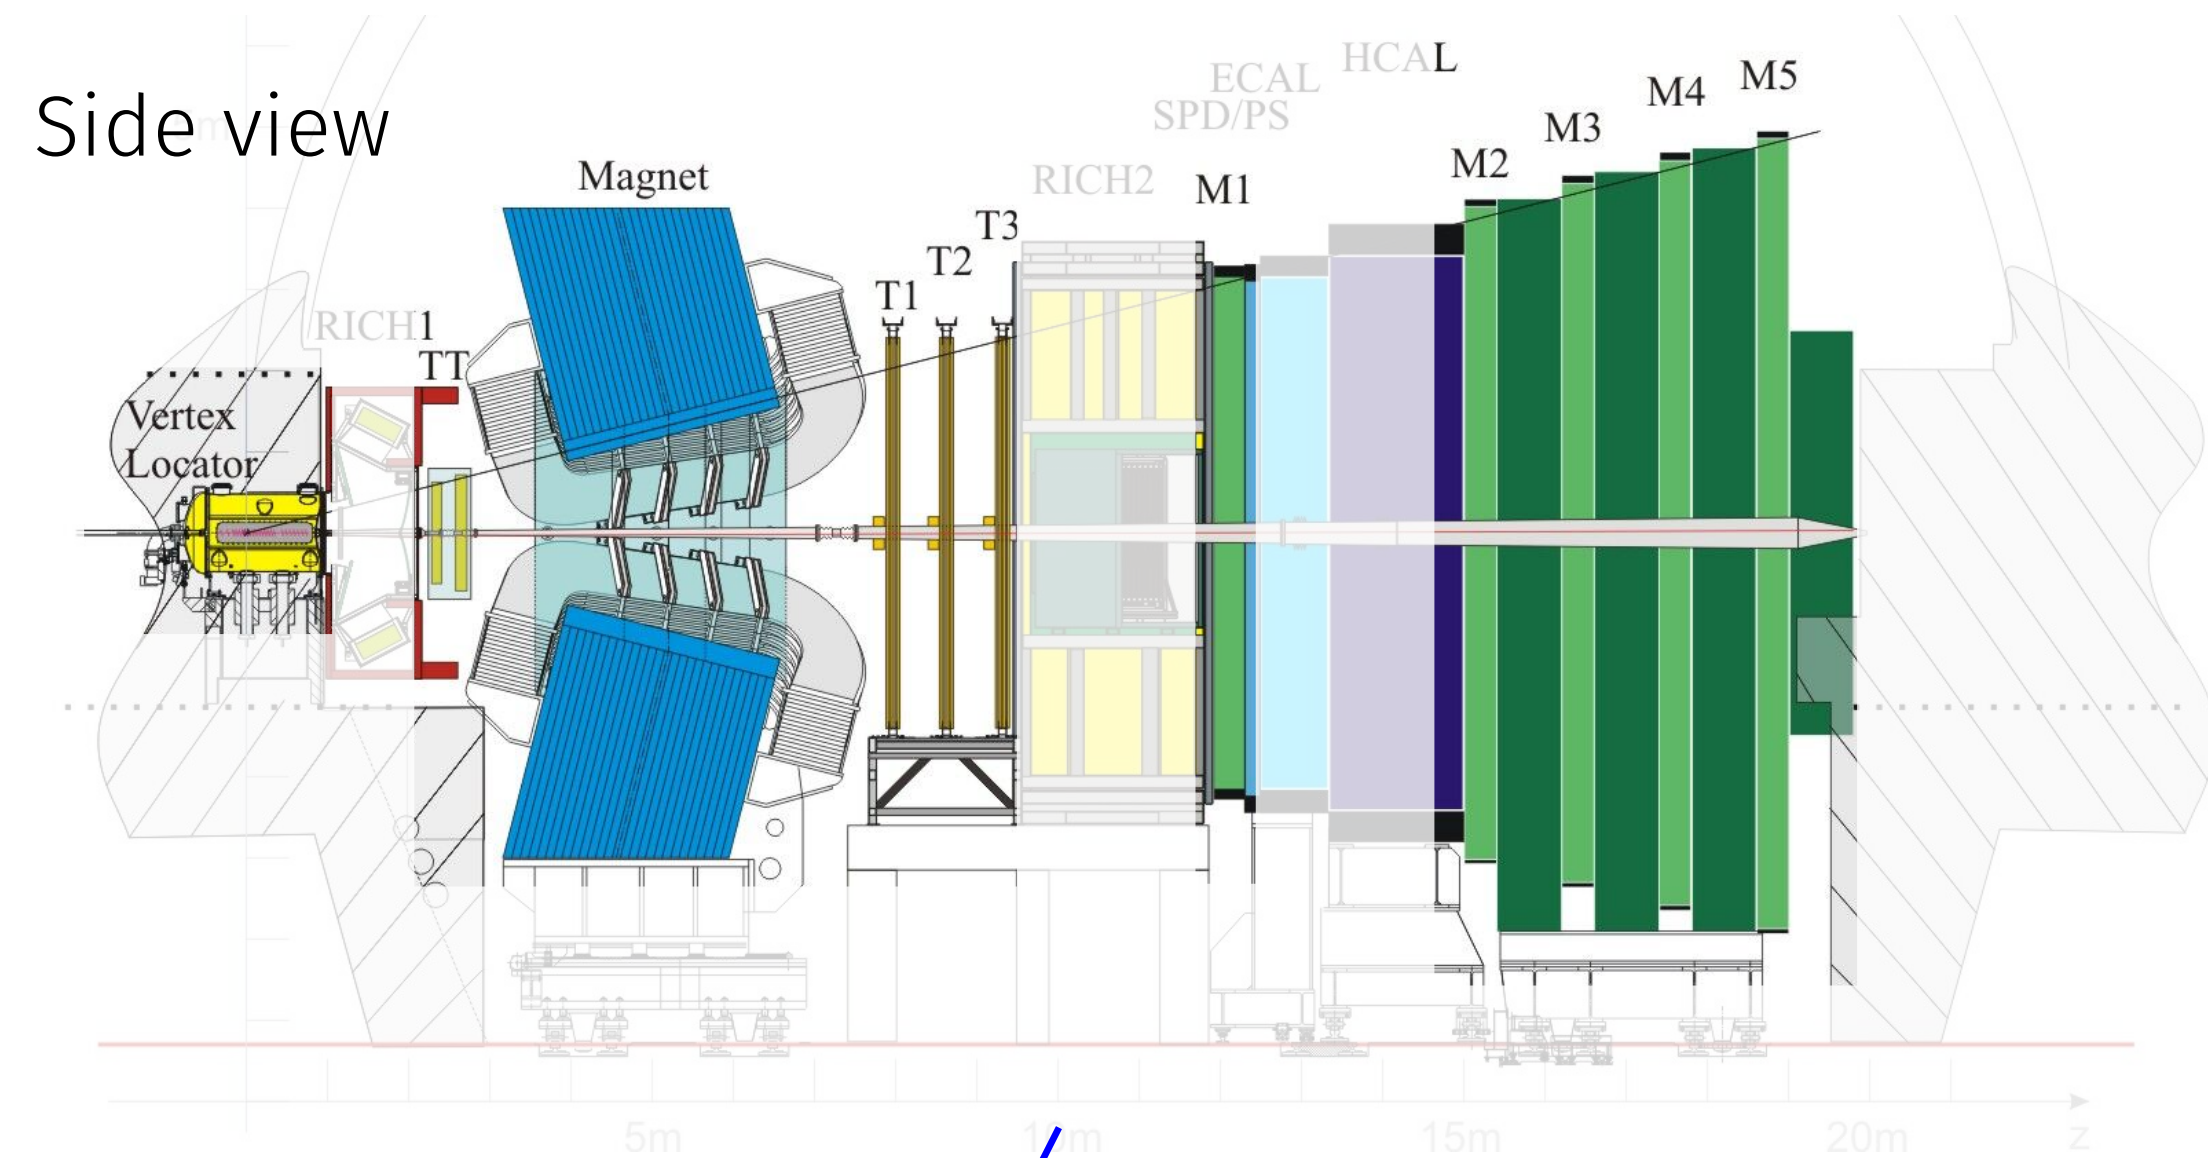 Side view
HCAL
ECAL
SPD/PS
M5
M4
M3
M2
Magnet
RICH2
M1
T3
T2
T1
RICH1
TT
Vertex
Locator
5m
10m
15m
20m
z